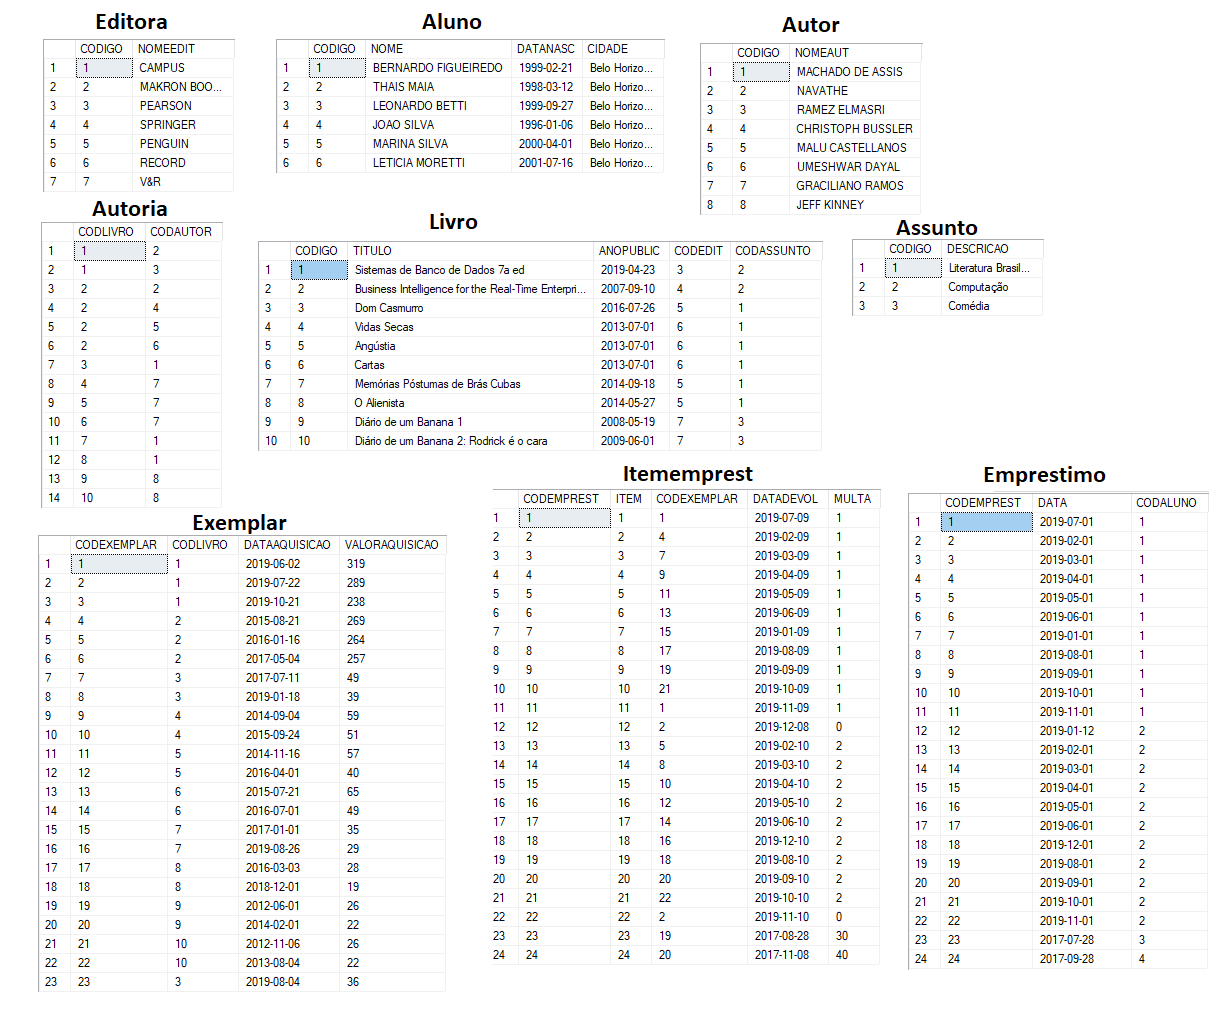 Editora
CODIGO NOMEEDIT
1 1 CAMPUS
2 2 MAKRON BOO...
3 3 PEARSON
4 4 SPRINGER
5 5 PENGUIN
6 6 RECORD
7 7 V&R
Aluno
CODIGO NOME DATANASC CIDADE
1 1 BERNARDO FIGUEIREDO 1999-02-21 Belo Horizo...
2 2 THAIS MAIA 1998-03-12 Belo Horizo...
3 3 LEONARDO BETTI 1999-09-27 Belo Horizo...
4 4 JOAO SILVA 1996-01-06 Belo Horizo...
5 5 MARINA SILVA 2000-04-01 Belo Horizo...
6 6 LETICIA MORETTI 2001-07-16 Belo Horizo...
Autor
CODIGO NOMEAUT
1 1 MACHADO DE ASSIS
2 2 NAVATHE
3 3 RAMEZ ELMASRI
4 4 CHRISTOPH BUSSLER
5 5 MALU CASTELLANOS
6 6 UMESHWAR DAYAL
7 7 GRACILIANO RAMOS
8 8 JEFF KINNEY
Autoria
CODLIVRO CODAUTOR
1 1 2
2 1 3
3 2 2
4 2 4
5 2 5
6 2 6
7 3 1
8 4 7
9 5 7
10 6 7
11 7 1
12 8 1
13 9 8
14 10 8
Livro
CODIGO TITULO ANOPUBLIC CODEDIT CODASSUNTO
1 1 Sistemas de Banco de Dados 7a ed 2019-04-23 3 2
2 2 Business Intelligence for the Real-Time Enterpri... 2007-09-10 4 2
3 3 Dom Casmurro 2016-07-26 5 1
4 4 Vidas Secas 2013-07-01 6 1
5 5 Angústia 2013-07-01 6 1
6 6 Cartas 2013-07-01 6 1
7 7 Memórias Póstumas de Brás Cubas 2014-09-18 5 1
8 8 O Alienista 2014-05-27 5 1
9 9 Diário de um Banana 1 2008-05-19 7 3
10 10 Diário de um Banana 2: Rodrick é o cara 2009-06-01 7 3
Assunto
CODIGO DESCRICAO
1 1 Literatura Brasil...
2 2 Computação
3 3 Comédia
Exemplar
CODEXEMPLAR CODLIVRO DATAAQUISICAO VALORAQUISICAO
1 1 1 2019-06-02 319
2 2 1 2019-07-22 289
3 3 1 2019-10-21 238
4 4 2 2015-08-21 269
5 5 2 2016-01-16 264
6 6 2 2017-05-04 257
7 7 3 2017-07-11 49
8 8 3 2019-01-18 39
9 9 4 2014-09-04 59
10 10 4 2015-09-24 51
11 11 5 2014-11-16 57
12 12 5 2016-04-01 40
13 13 6 2015-07-21 65
14 14 6 2016-07-01 49
15 15 7 2017-01-01 35
16 16 7 2019-08-26 29
17 17 8 2016-03-03 28
18 18 8 2018-12-01 19
19 19 9 2012-06-01 26
20 20 9 2014-02-01 22
21 21 10 2012-11-06 26
22 22 10 2013-08-04 22
23 23 3 2019-08-04 36
Itememprest
CODEMPREST ITEM CODEXEMPLAR DATADEVOL MULTA
1 1 1 1 2019-07-09 1
2 2 2 4 2019-02-09 1
3 3 3 7 2019-03-09 1
4 4 4 9 2019-04-09 1
5 5 5 11 2019-05-09 1
6 6 6 13 2019-06-09 1
7 7 7 15 2019-01-09 1
8 8 8 17 2019-08-09 1
9 9 9 19 2019-09-09 1
10 10 10 21 2019-10-09 1
11 11 11 1 2019-11-09 1
12 12 12 2 2019-12-08 0
13 13 13 5 2019-02-10 2
14 14 14 8 2019-03-10 2
15 15 15 10 2019-04-10 2
16 16 16 12 2019-05-10 2
17 17 17 14 2019-06-10 2
18 18 18 16 2019-12-10 2
19 19 19 18 2019-08-10 2
20 20 20 20 2019-09-10 2
21 21 21 22 2019-10-10 2
22 22 22 2 2019-11-10 0
23 23 23 19 2017-08-28 30
24 24 24 20 2017-11-08 40
Emprestimo
CODEMPREST DATA CODALUNO
1 1 2019-07-01 1
2 2 2019-02-01 1
3 3 2019-03-01 1
4 4 2019-04-01 1
5 5 2019-05-01 1
6 6 2019-06-01 1
7 7 2019-01-01 1
8 8 2019-08-01 1
9 9 2019-09-01 1
10 10 2019-10-01 1
11 11 2019-11-01 1
12 12 2019-01-12 2
13 13 2019-02-01 2
14 14 2019-03-01 2
15 15 2019-04-01 2
16 16 2019-05-01 2
17 17 2019-06-01 2
18 18 2019-12-01 2
19 19 2019-08-01 2
20 20 2019-09-01 2
21 21 2019-10-01 2
22 22 2019-11-01 2
23 23 2017-07-28 3
24 24 2017-09-28 4